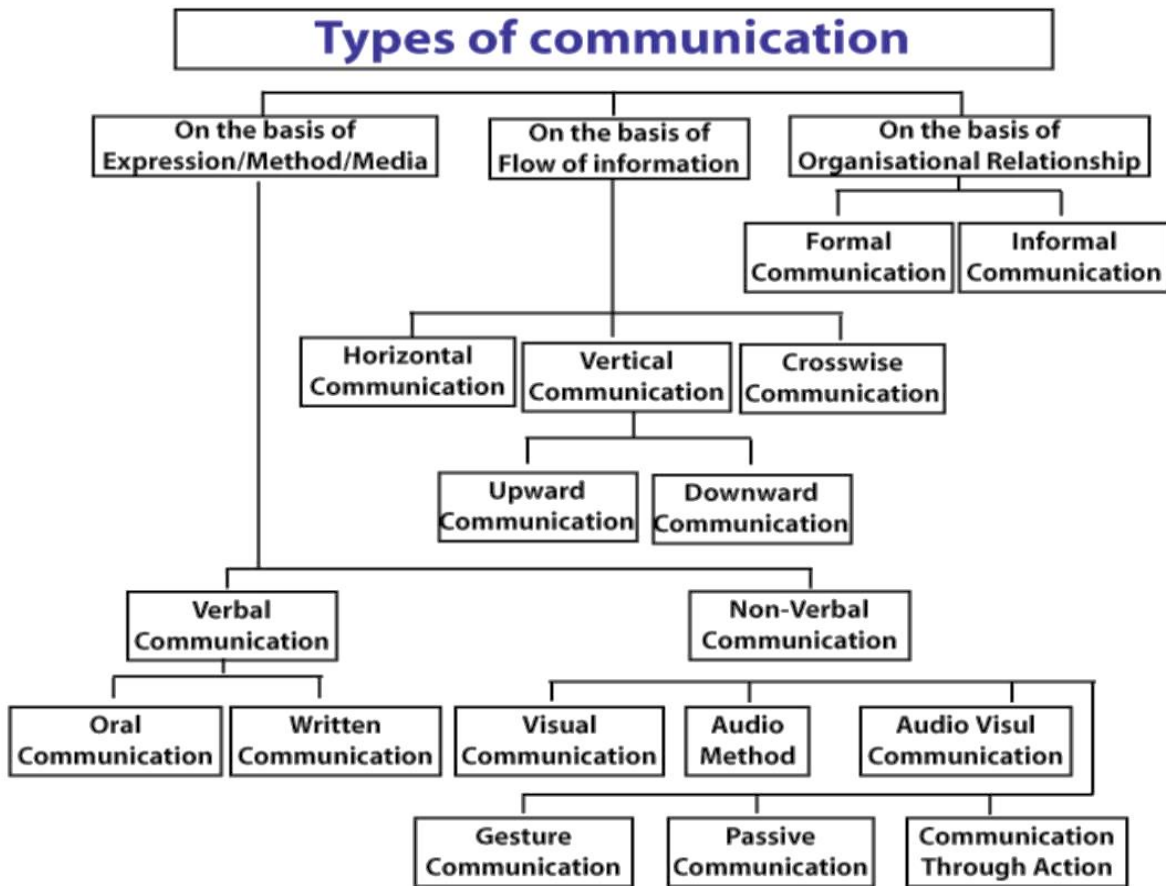 Types of communication
On the basis of
Expression/Method/Media
On the basis of
Flow of information
On the basis of
Organisational Relationship
Formal
Communication
Informal
Communication
Horizontal
Communication
Vertical
Communication
Crosswise
Communication
Upward
Communication
Downward
Communication
Verbal
Communication
Non-Verbal
Communication
Oral
Communication
Written
Communication
Visual
Communication
Audio
Method
Audio Visul
Communication
Gesture
Communication
Passive
Communication
Communication
Through Action